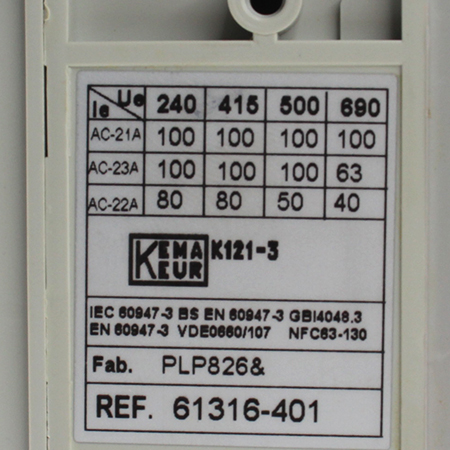 Ie Ue 240 415 500 690
AC-21A 100 100 100 100
AC-23A 100 100 100 63
AC-22A 80 80 50 40
KEMA KEUR K121-3
IEC 60947-3 BS EN 60947-3 GBI4048.3
EN 60947-3 VDE0660/107 NFC63-130
Fab. PLP826&
REF. 61316-401